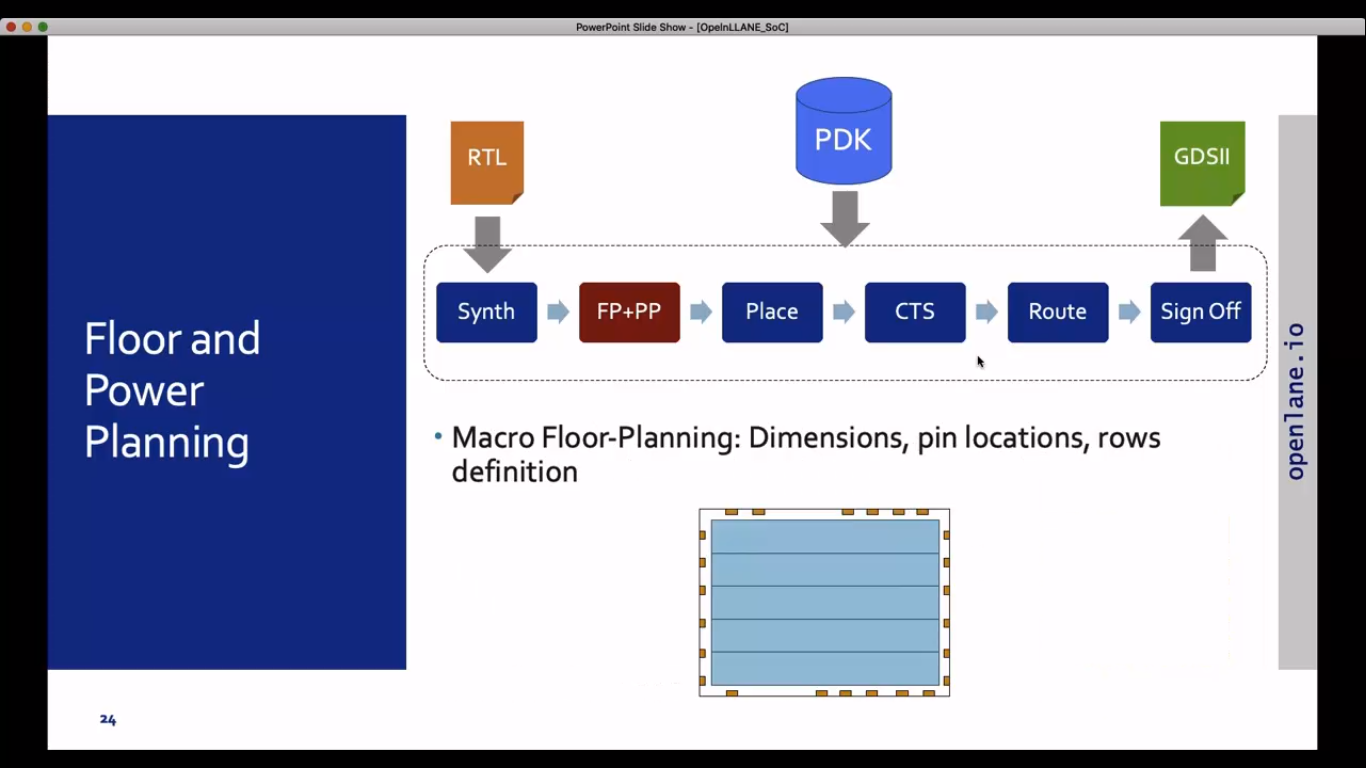 PowerPoint Slide Show - [OpeInLLANE_SoC]
RTL
PDK
GDSII
Synth
FP+PP
Place
CTS
Route
Sign Off
Floor and
Power
Planning
• Macro Floor-Planning: Dimensions, pin locations, rows
definition
openlane.io
24